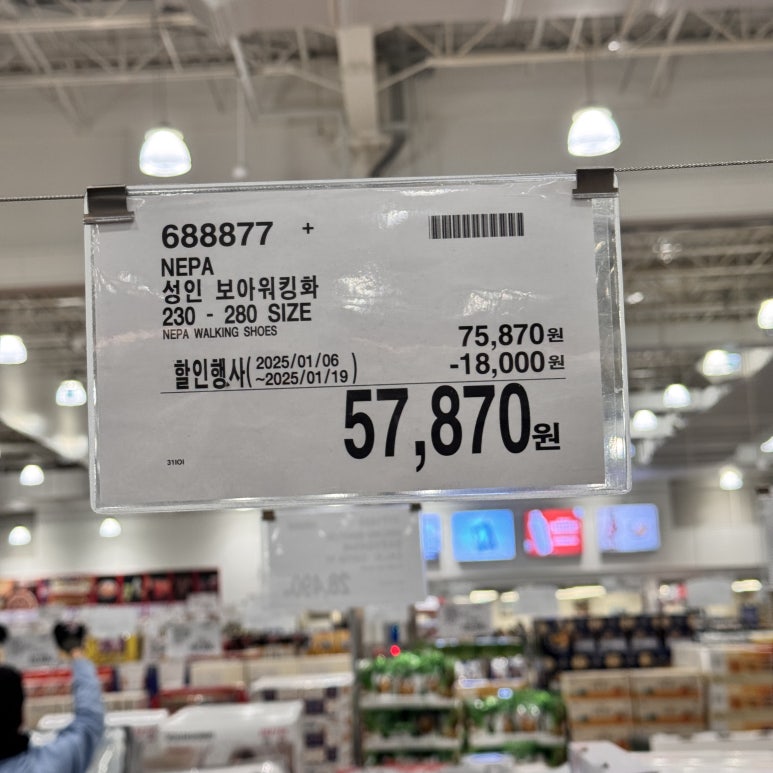 688877 +
NEPA
성인 보아워킹화
230 - 280 SIZE
NEPA WALKING SHOES
75,870원
할인행사( 2025/01/06 ~2025/01/19 ) -18,000원
57,870원
28,490